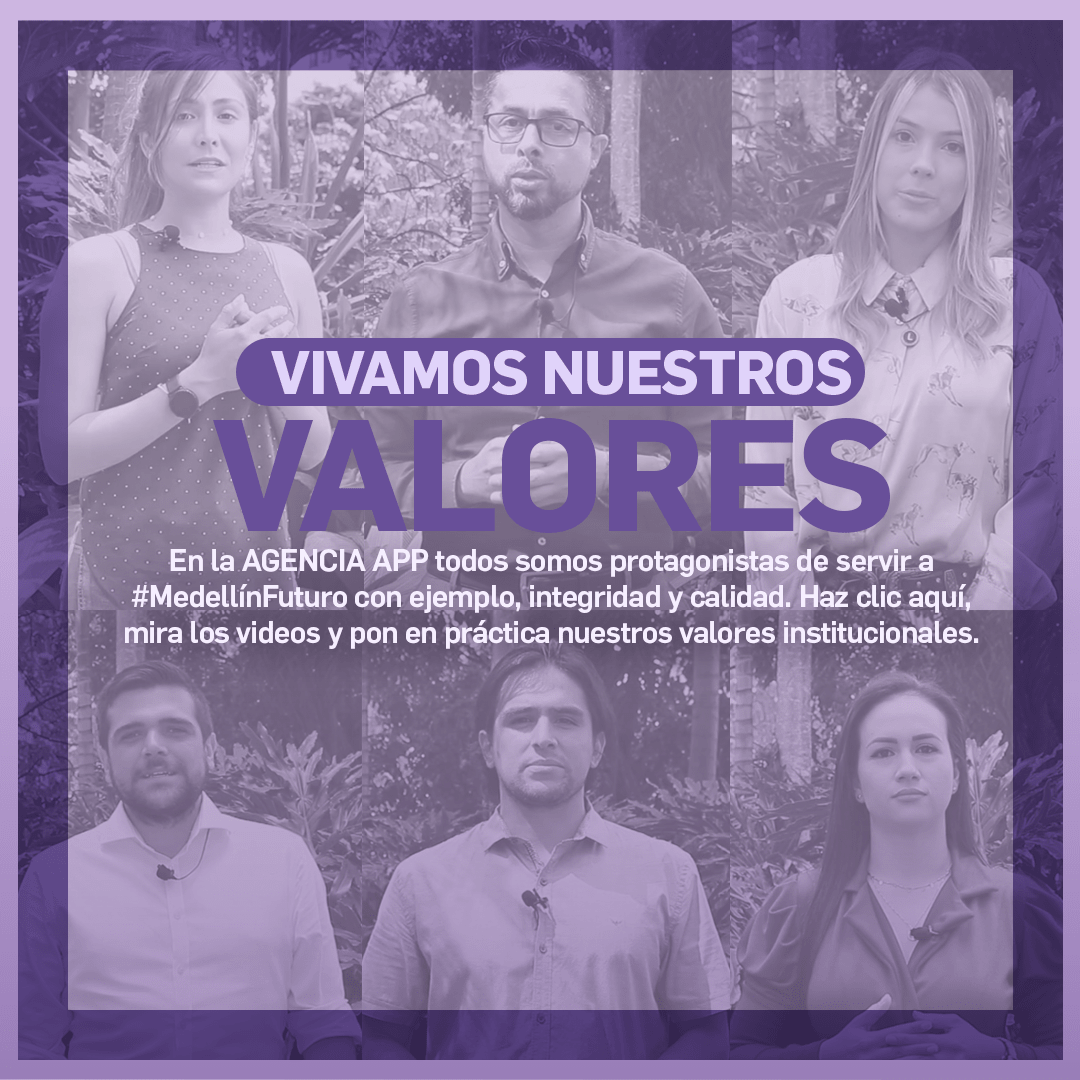 VIVAMOS NUESTROS
VALORES
En la AGENCIA APP todos somos protagonistas de servir a
#MedellínFuturo con ejemplo, integridad y calidad. Haz clic aquí,
mira los videos y pon en práctica nuestros valores institucionales.